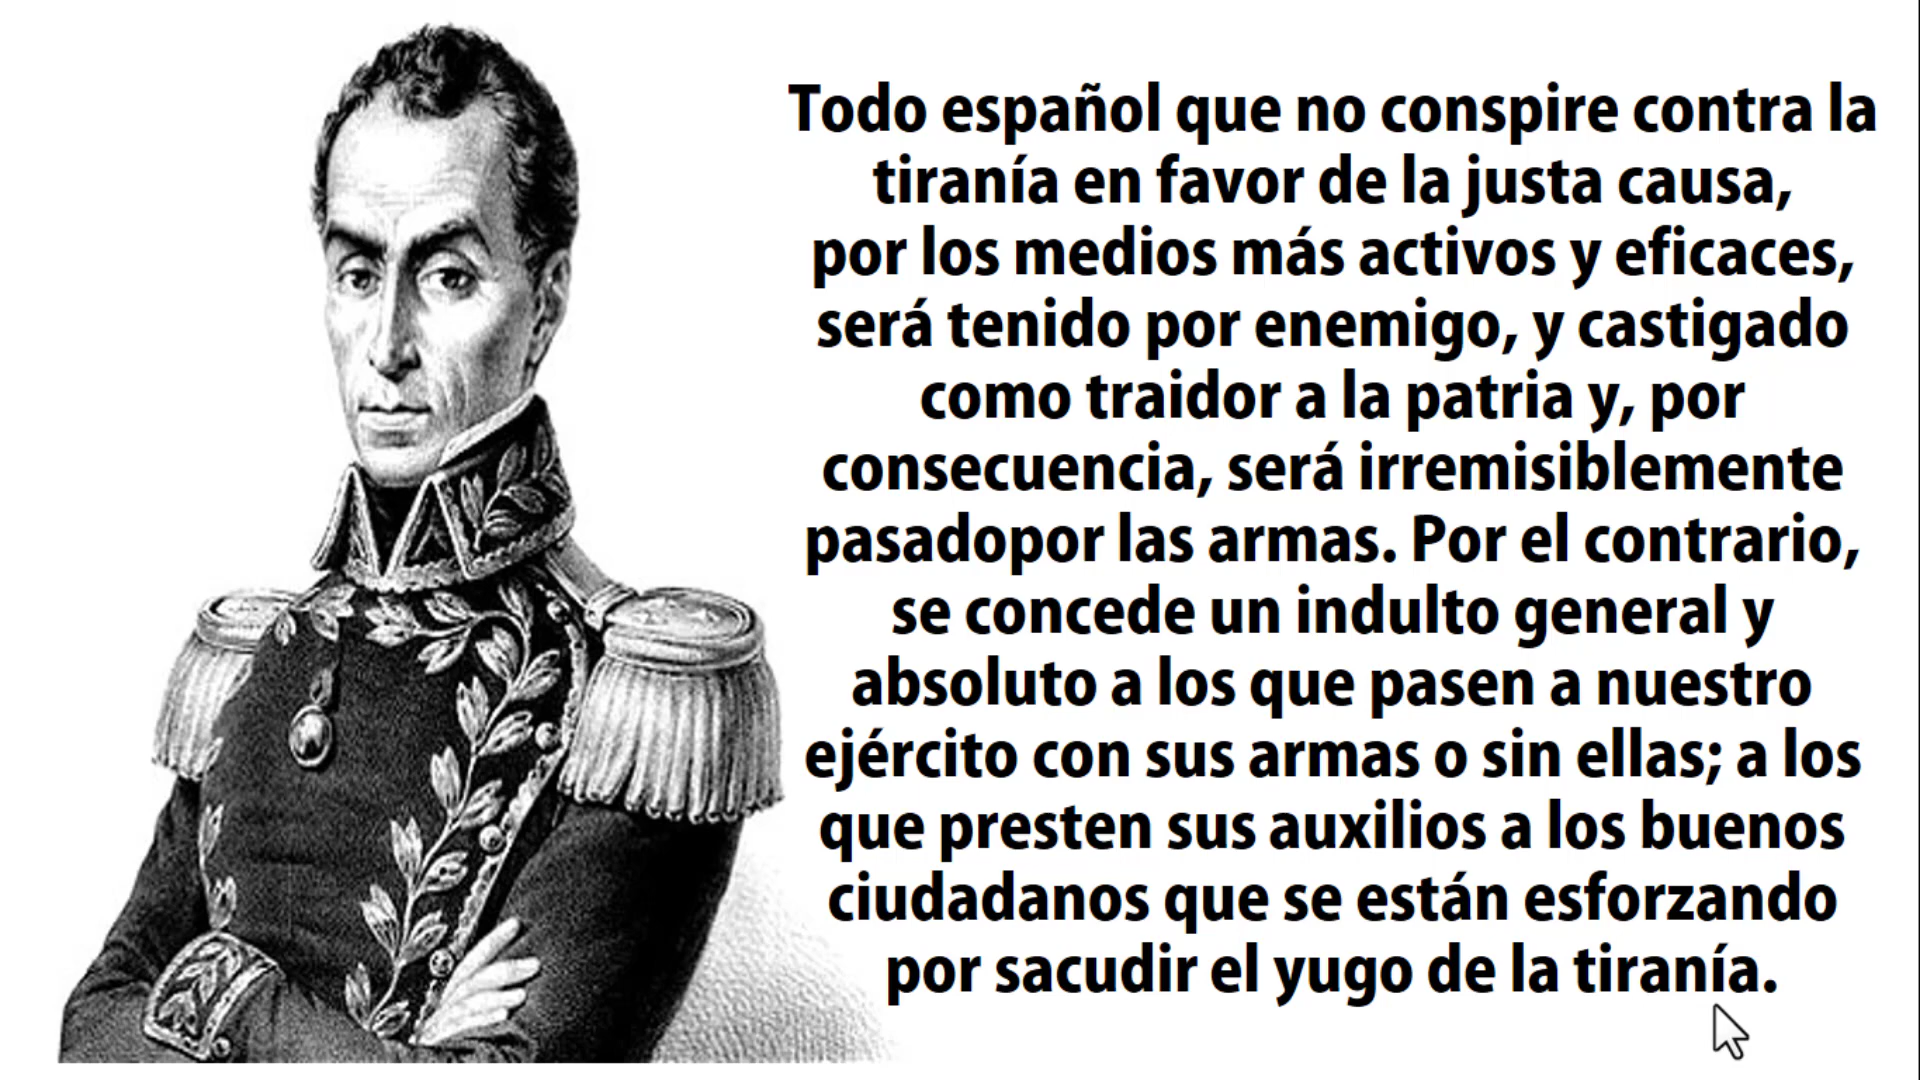 Todo español que no conspire contra la
tiranía en favor de la justa causa,
por los medios más activos y eficaces,
será tenido por enemigo, y castigado
como traidor a la patria y, por
consecuencia, será irremisiblemente
pasadopor las armas. Por el contrario,
se concede un indulto general y
absoluto a los que pasen a nuestro
ejército con sus armas o sin ellas; a los
que presten sus auxilios a los buenos
ciudadanos que se están esforzando
por sacudir el yugo de la tiranía.